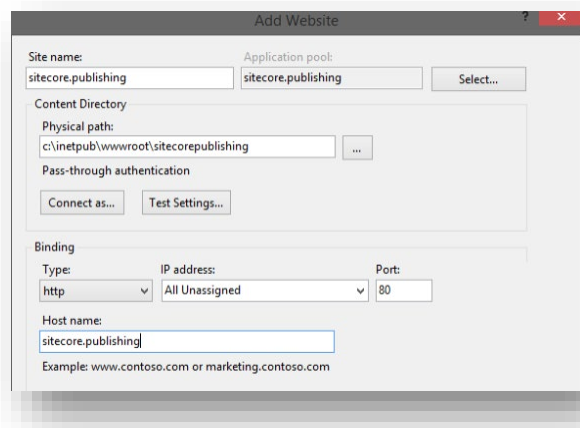 Add Website
?
Site name:
Application pool:
sitecore.publishing
sitecore.publishing
Select...
Content Directory
Physical path:
c:\inetpub\wwwroot\sitecorepublishing
...
Pass-through authentication
Connect as...
Test Settings...
Binding
Type:
IP address:
Port:
http
All Unassigned
80
Host name:
sitecore.publishing
Example: www.contoso.com or marketing.contoso.com